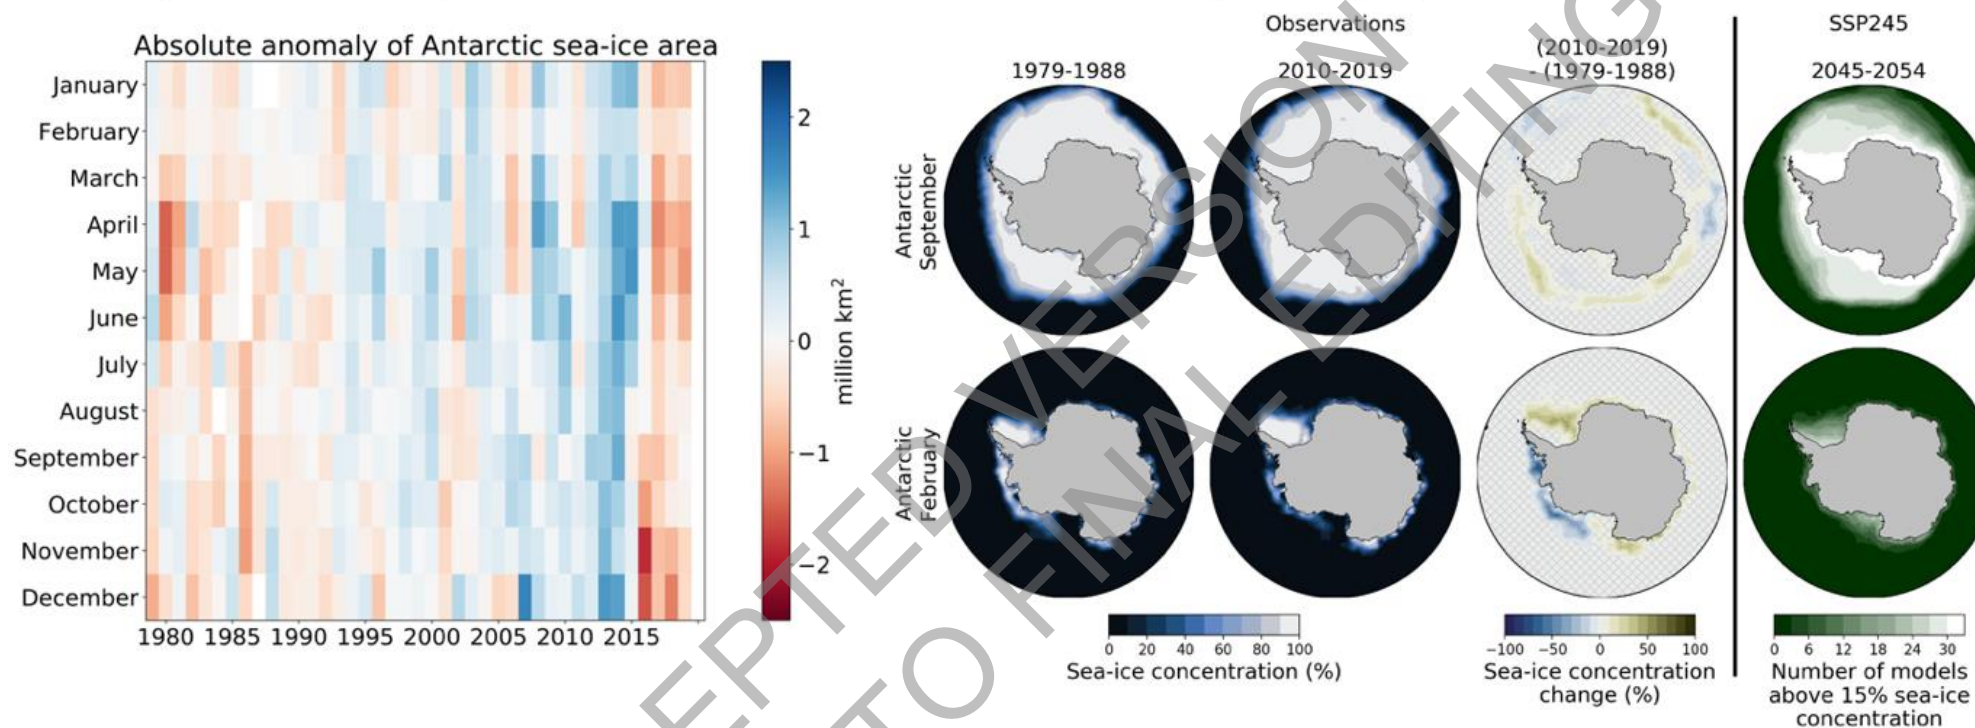 Absolute anomaly of Antarctic sea-ice area
January
February
March
April
May
June
July
August
September
October
November
December
1980 1985 1990 1995 2000 2005 2010 2015
2
1
0
−1
−2
million km²
Observations
1979-1988
2010-2019
(2010-2019)
- (1979-1988)
SSP245
2045-2054
Antarctic
September
Antarctic
February
0 20 40 60 80 100
Sea-ice concentration (%)
−100 −50 0 50 100
Sea-ice concentration
change (%)
0 6 12 18 24 30
Number of models
above 15% sea-ice
concentration
EPTED VERSION
TO FINAL EDITING